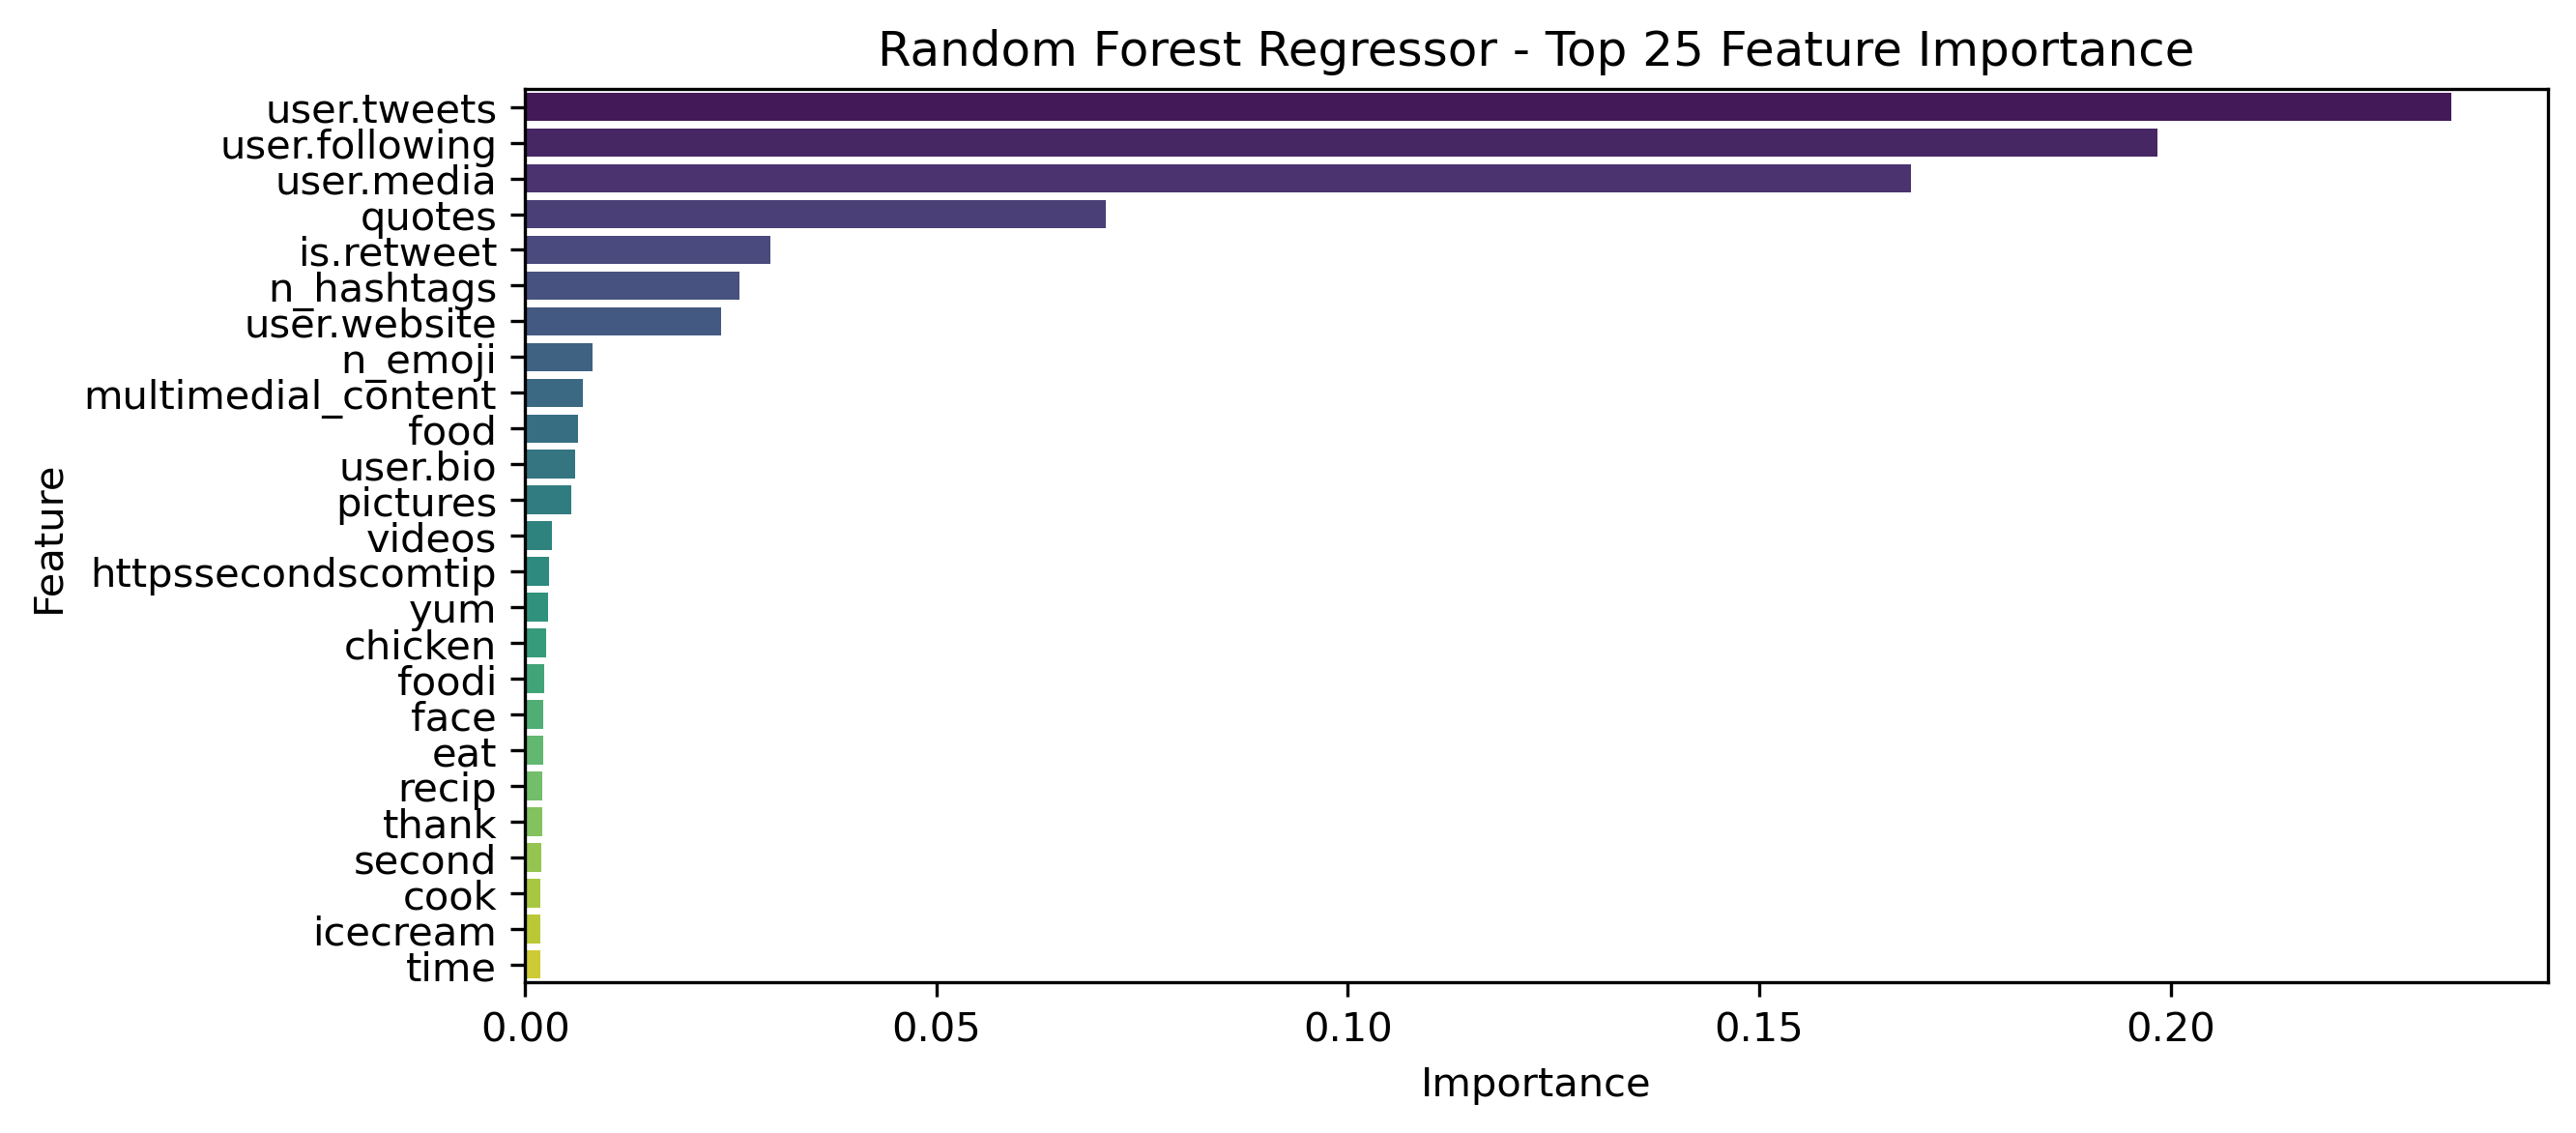 Random Forest Regressor - Top 25 Feature Importance
user.tweets
user.following
user.media
quotes
is.retweet
n_hashtags
user.website
n_emoji
multimedial_content
food
user.bio
pictures
videos
httpssecondscomtip
yum
chicken
foodi
face
eat
recip
thank
second
cook
icecream
time
Feature
0.00 0.05 0.10 0.15 0.20
Importance